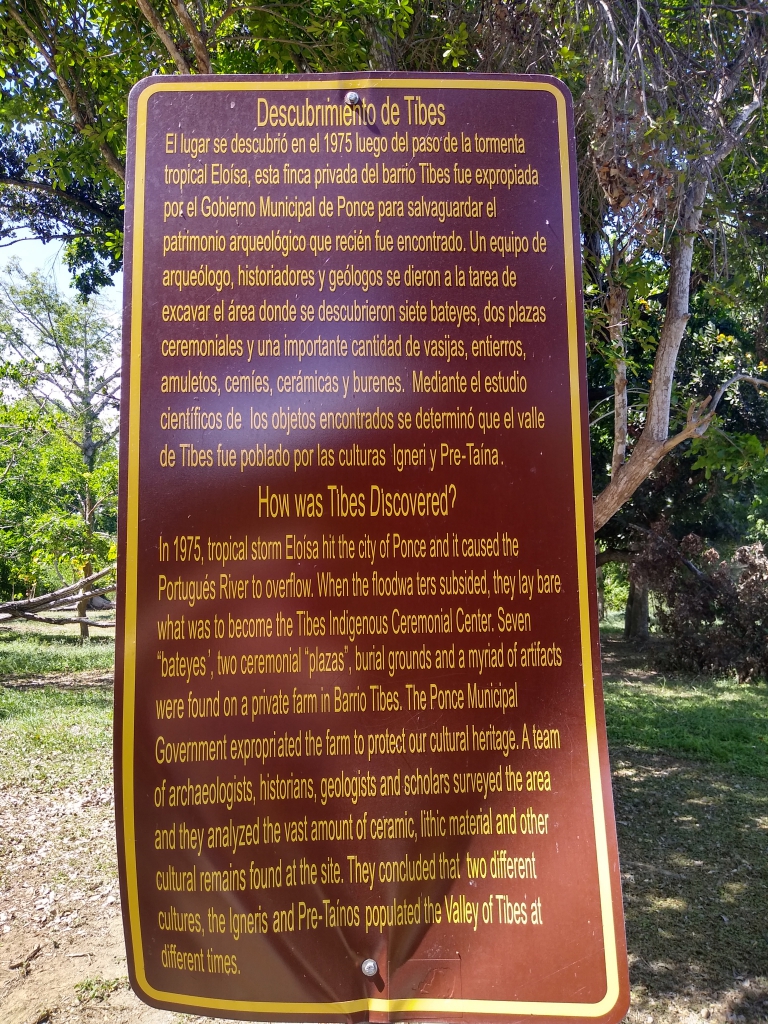 Descubrimiento de Tibes
El lugar se descubrió en el 1975 luego del paso de la tormenta
tropical Eloísa, esta finca privada del barrio Tibes fue expropiada
por el Gobierno Municipal de Ponce para salvaguardar el
patrimonio arqueológico que recién fue encontrado. Un equipo de
arqueólogo, historiadores y geólogos se dieron a la tarea de
excavar el área donde se descubrieron siete bateyes, dos plazas
ceremoniales y una importante cantidad de vasijas, entierros,
amuletos, cemíes, cerámicas y burenes. Mediante el estudio
científicos de los objetos encontrados se determinó que el valle
de Tibes fue poblado por las culturas Igneri y Pre-Taína.
How was Tibes Discovered?
In 1975, tropical storm Eloísa hit the city of Ponce and it caused the
Portugués River to overflow. When the floodwa ters subsided, they lay bare
what was to become the Tibes Indigenous Ceremonial Center. Seven
“bateyes’, two ceremonial “plazas”, burial grounds and a myriad of artifacts
were found on a private farm in Barrio Tibes. The Ponce Municipal
Government expropriated the farm to protect our cultural heritage. A team
of archaeologists, historians, geologists and scholars surveyed the area
and they analyzed the vast amount of ceramic, lithic material and other
cultural remains found at the site. They concluded that two different
cultures, the Igneris and Pre-Taínos populated the Valley of Tibes at
different times.